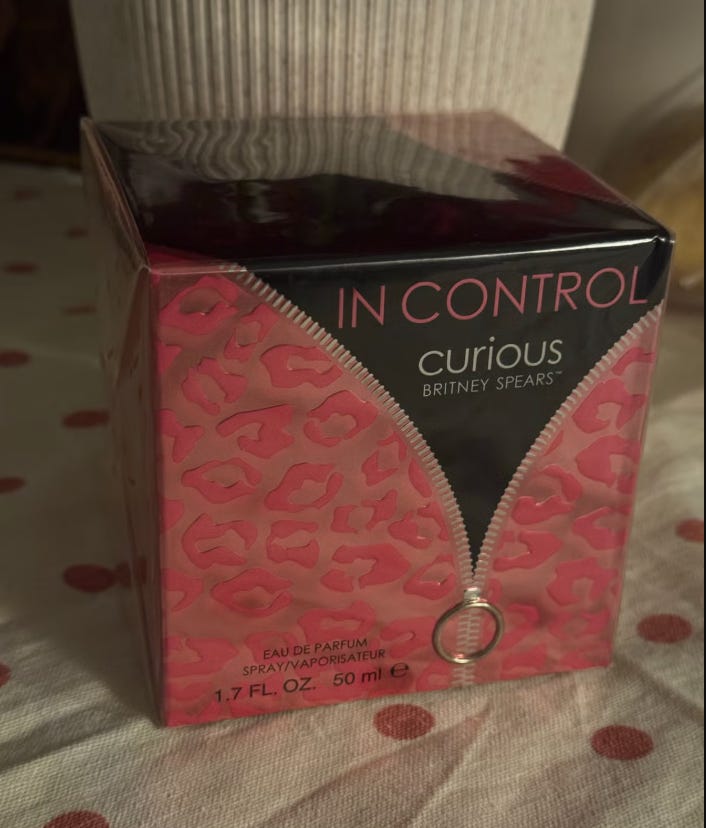 IN CONTROL
curious
BRITNEY SPEARS™
EAU DE PARFUM
SPRAY/VAPORISATEUR
1.7 FL. OZ. 50 ml ℮